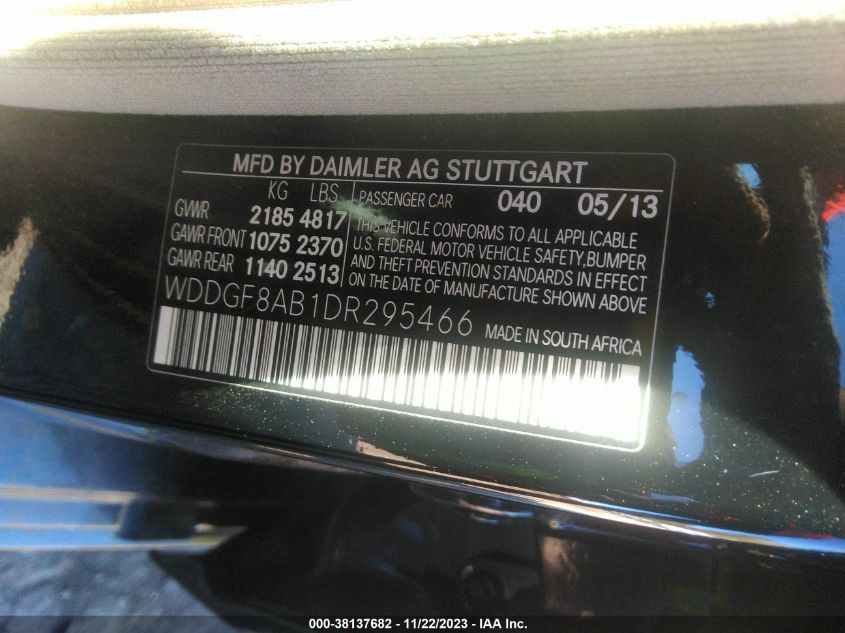 MFD BY DAIMLER AG STUTTGART
KG LBS
GVWR 2185 4817
GAWR FRONT 1075 2370
GAWR REAR 1140 2513
PASSENGER CAR 040 05/13
THIS VEHICLE CONFORMS TO ALL APPLICABLE
U.S. FEDERAL MOTOR VEHICLE SAFETY, BUMPER
AND THEFT PREVENTION STANDARDS IN EFFECT
ON THE DATE OF MANUFACTURE SHOWN ABOVE
WDDGF8AB1DR295466 MADE IN SOUTH AFRICA
000-38137682 - 11/22/2023 - IAA Inc.